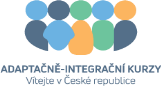 ADAPTAČNĚ-INTEGRAČNÍ KURZY
Vítejte v České republice